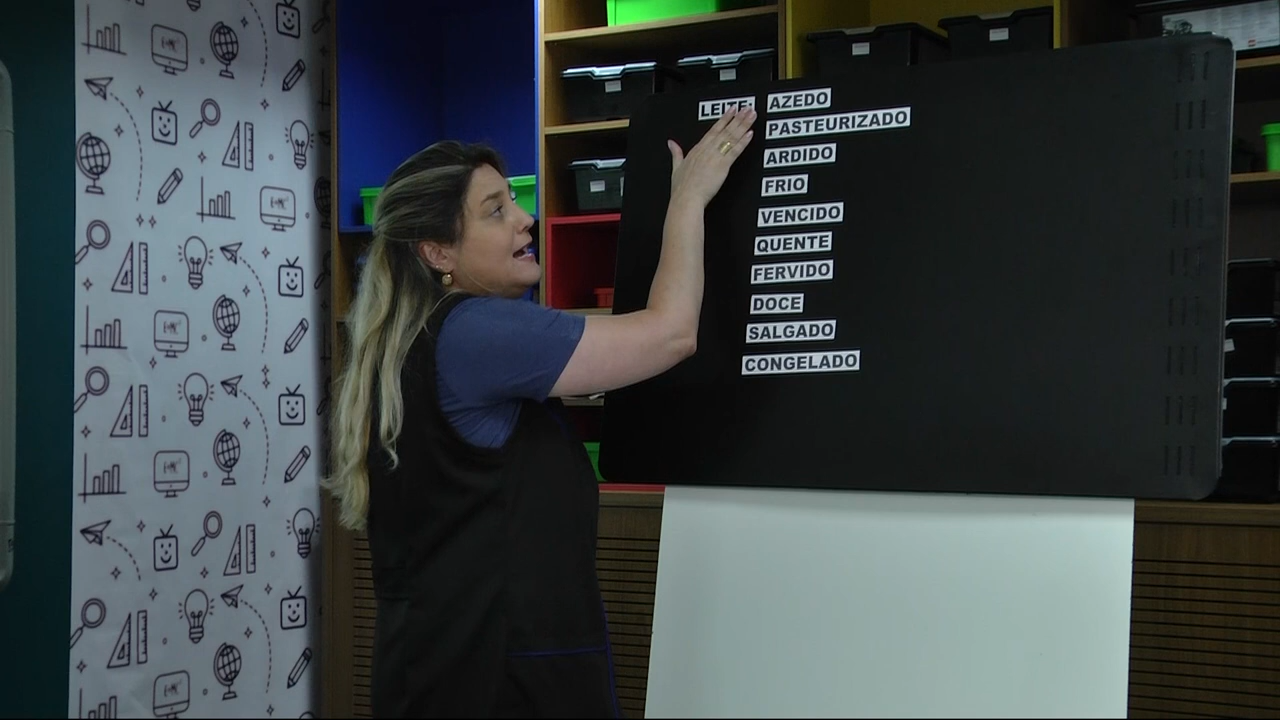 LEITE: AZEDO
PASTEURIZADO
ARDIDO
FRIO
VENCIDO
QUENTE
FERVIDO
DOCE
SALGADO
CONGELADO